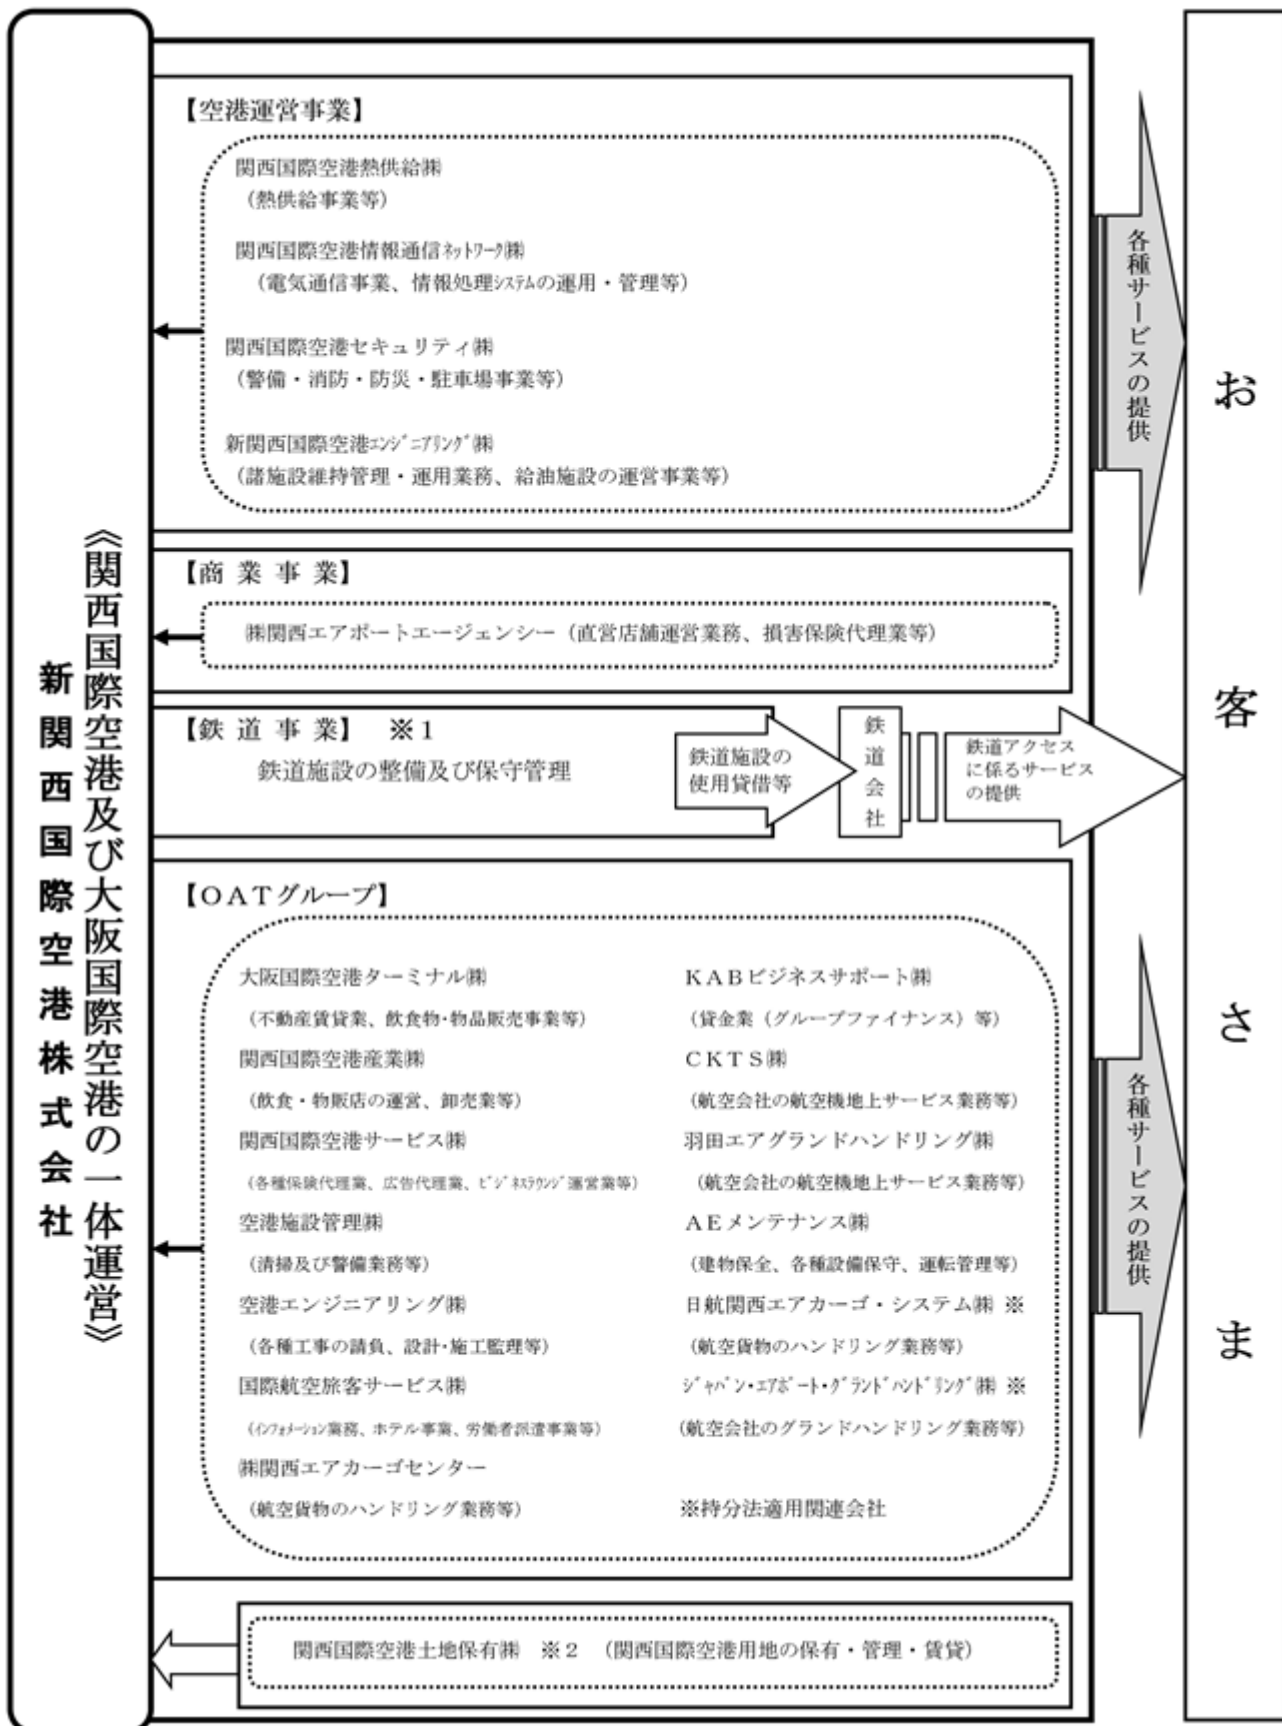 新関西国際空港株式会社
《関西国際空港及び大阪国際空港の一体運営》
【空港運営事業】
関西国際空港熱供給㈱
(熱供給事業等)
関西国際空港情報通信ﾈｯﾄﾜｰｸ㈱
(電気通信事業、情報処理ｼｽﾃﾑの運用・管理等)
関西国際空港セキュリティ㈱
(警備・消防・防災・駐車場事業等)
新関西国際空港ｴﾝｼﾞﾆｱﾘﾝｸﾞ㈱
(諸施設維持管理・運用業務、給油施設の運営事業等)
各種サービスの提供
【商 業 事 業】
㈱関西エアポートエージェンシー (直営店舗運営業務、損害保険代理業等)
【鉄 道 事 業】 ※1
鉄道施設の整備及び保守管理
鉄道施設の
使用貸借等
鉄道会社
鉄道アクセス
に係るサービス
の提供
【OATグループ】
大阪国際空港ターミナル㈱
(不動産賃貸業、飲食物・物品販売事業等)
関西国際空港産業㈱
(飲食・物販店の運営、卸売業等)
関西国際空港サービス㈱
(各種保険代理業、広告代理業、ﾋﾞｼﾞﾈｽﾗｳﾝｼﾞ運営業等)
空港施設管理㈱
(清掃及び警備業務等)
空港エンジニアリング㈱
(各種工事の請負、設計・施工監理等)
国際航空旅客サービス㈱
(ｲﾝﾌｫﾒｰｼｮﾝ業務、ホテル事業、労働者派遣事業等)
㈱関西エアカーゴセンター
(航空貨物のハンドリング業務等)
KABビジネスサポート㈱
(貸金業（グループファイナンス）等)
CKTS㈱
(航空会社の航空機地上サービス業務等)
羽田エアグランドハンドリング㈱
(航空会社の航空機地上サービス業務等)
AEメンテナンス㈱
(建物保全、各種設備保守、運転管理等)
日航関西エアカーゴ・システム㈱ ※
(航空貨物のハンドリング業務等)
ｼﾞｬﾊﾟﾝ・ｴｱﾎﾟｰﾄ・ｸﾞﾗﾝﾄﾞﾊﾝﾄﾞﾘﾝｸﾞ㈱ ※
(航空会社のグランドハンドリング業務等)
※持分法適用関連会社
各種サービスの提供
関西国際空港土地保有㈱ ※2 (関西国際空港用地の保有・管理・賃貸)
お客さま